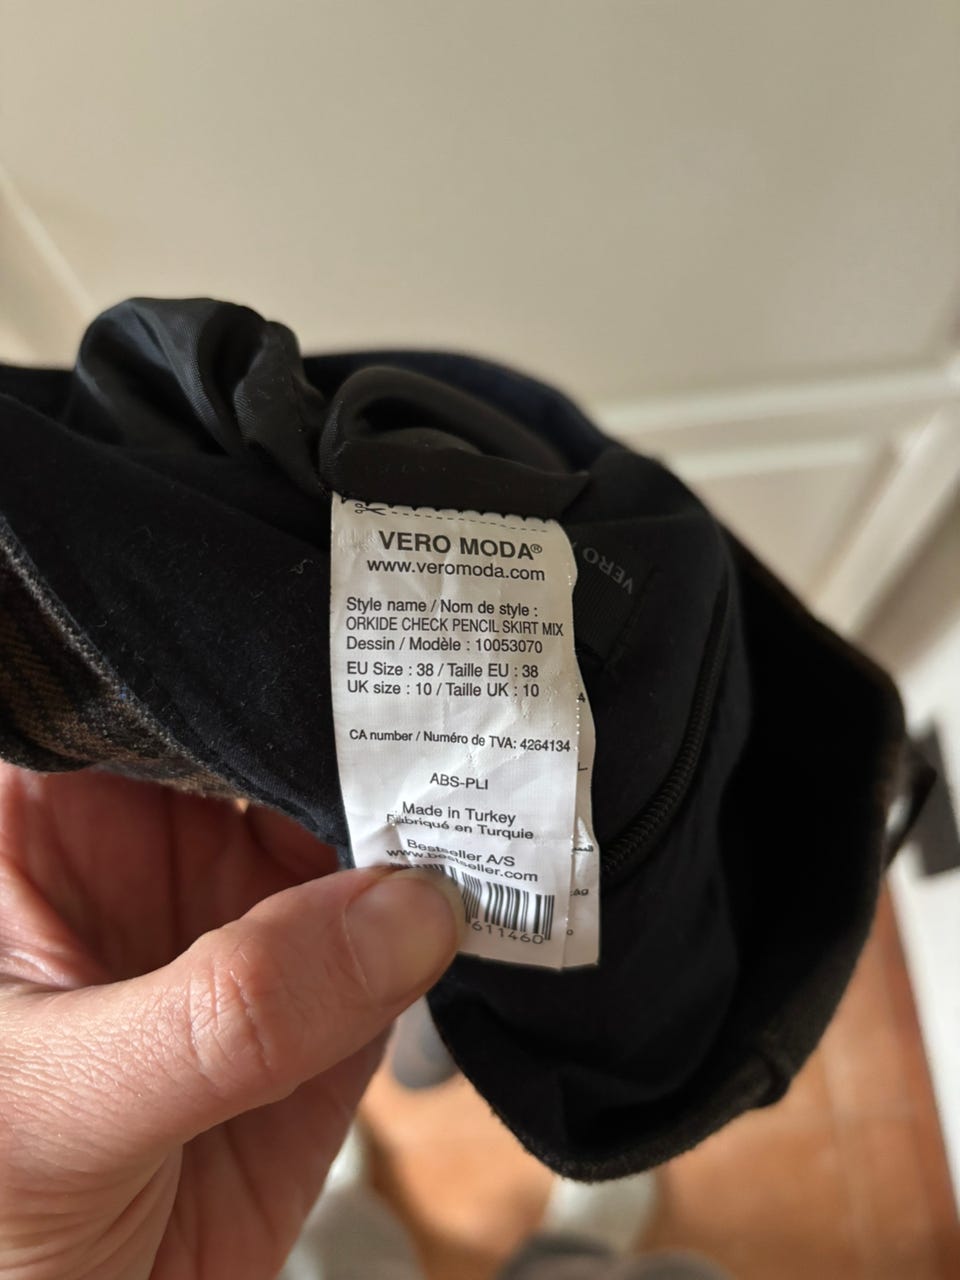 VERO MODA®
www.veromoda.com
Style name / Nom de style :
ORKIDE CHECK PENCIL SKIRT MIX
Dessin / Modèle : 10053070
EU Size : 38 / Taille EU : 38
UK size : 10 / Taille UK : 10
CA number / Numéro de TVA: 4264134
ABS-PLI
Made in Turkey
Fabriqué en Turquie
Bestseller A/S
www.bestseller.com
611460
VERO